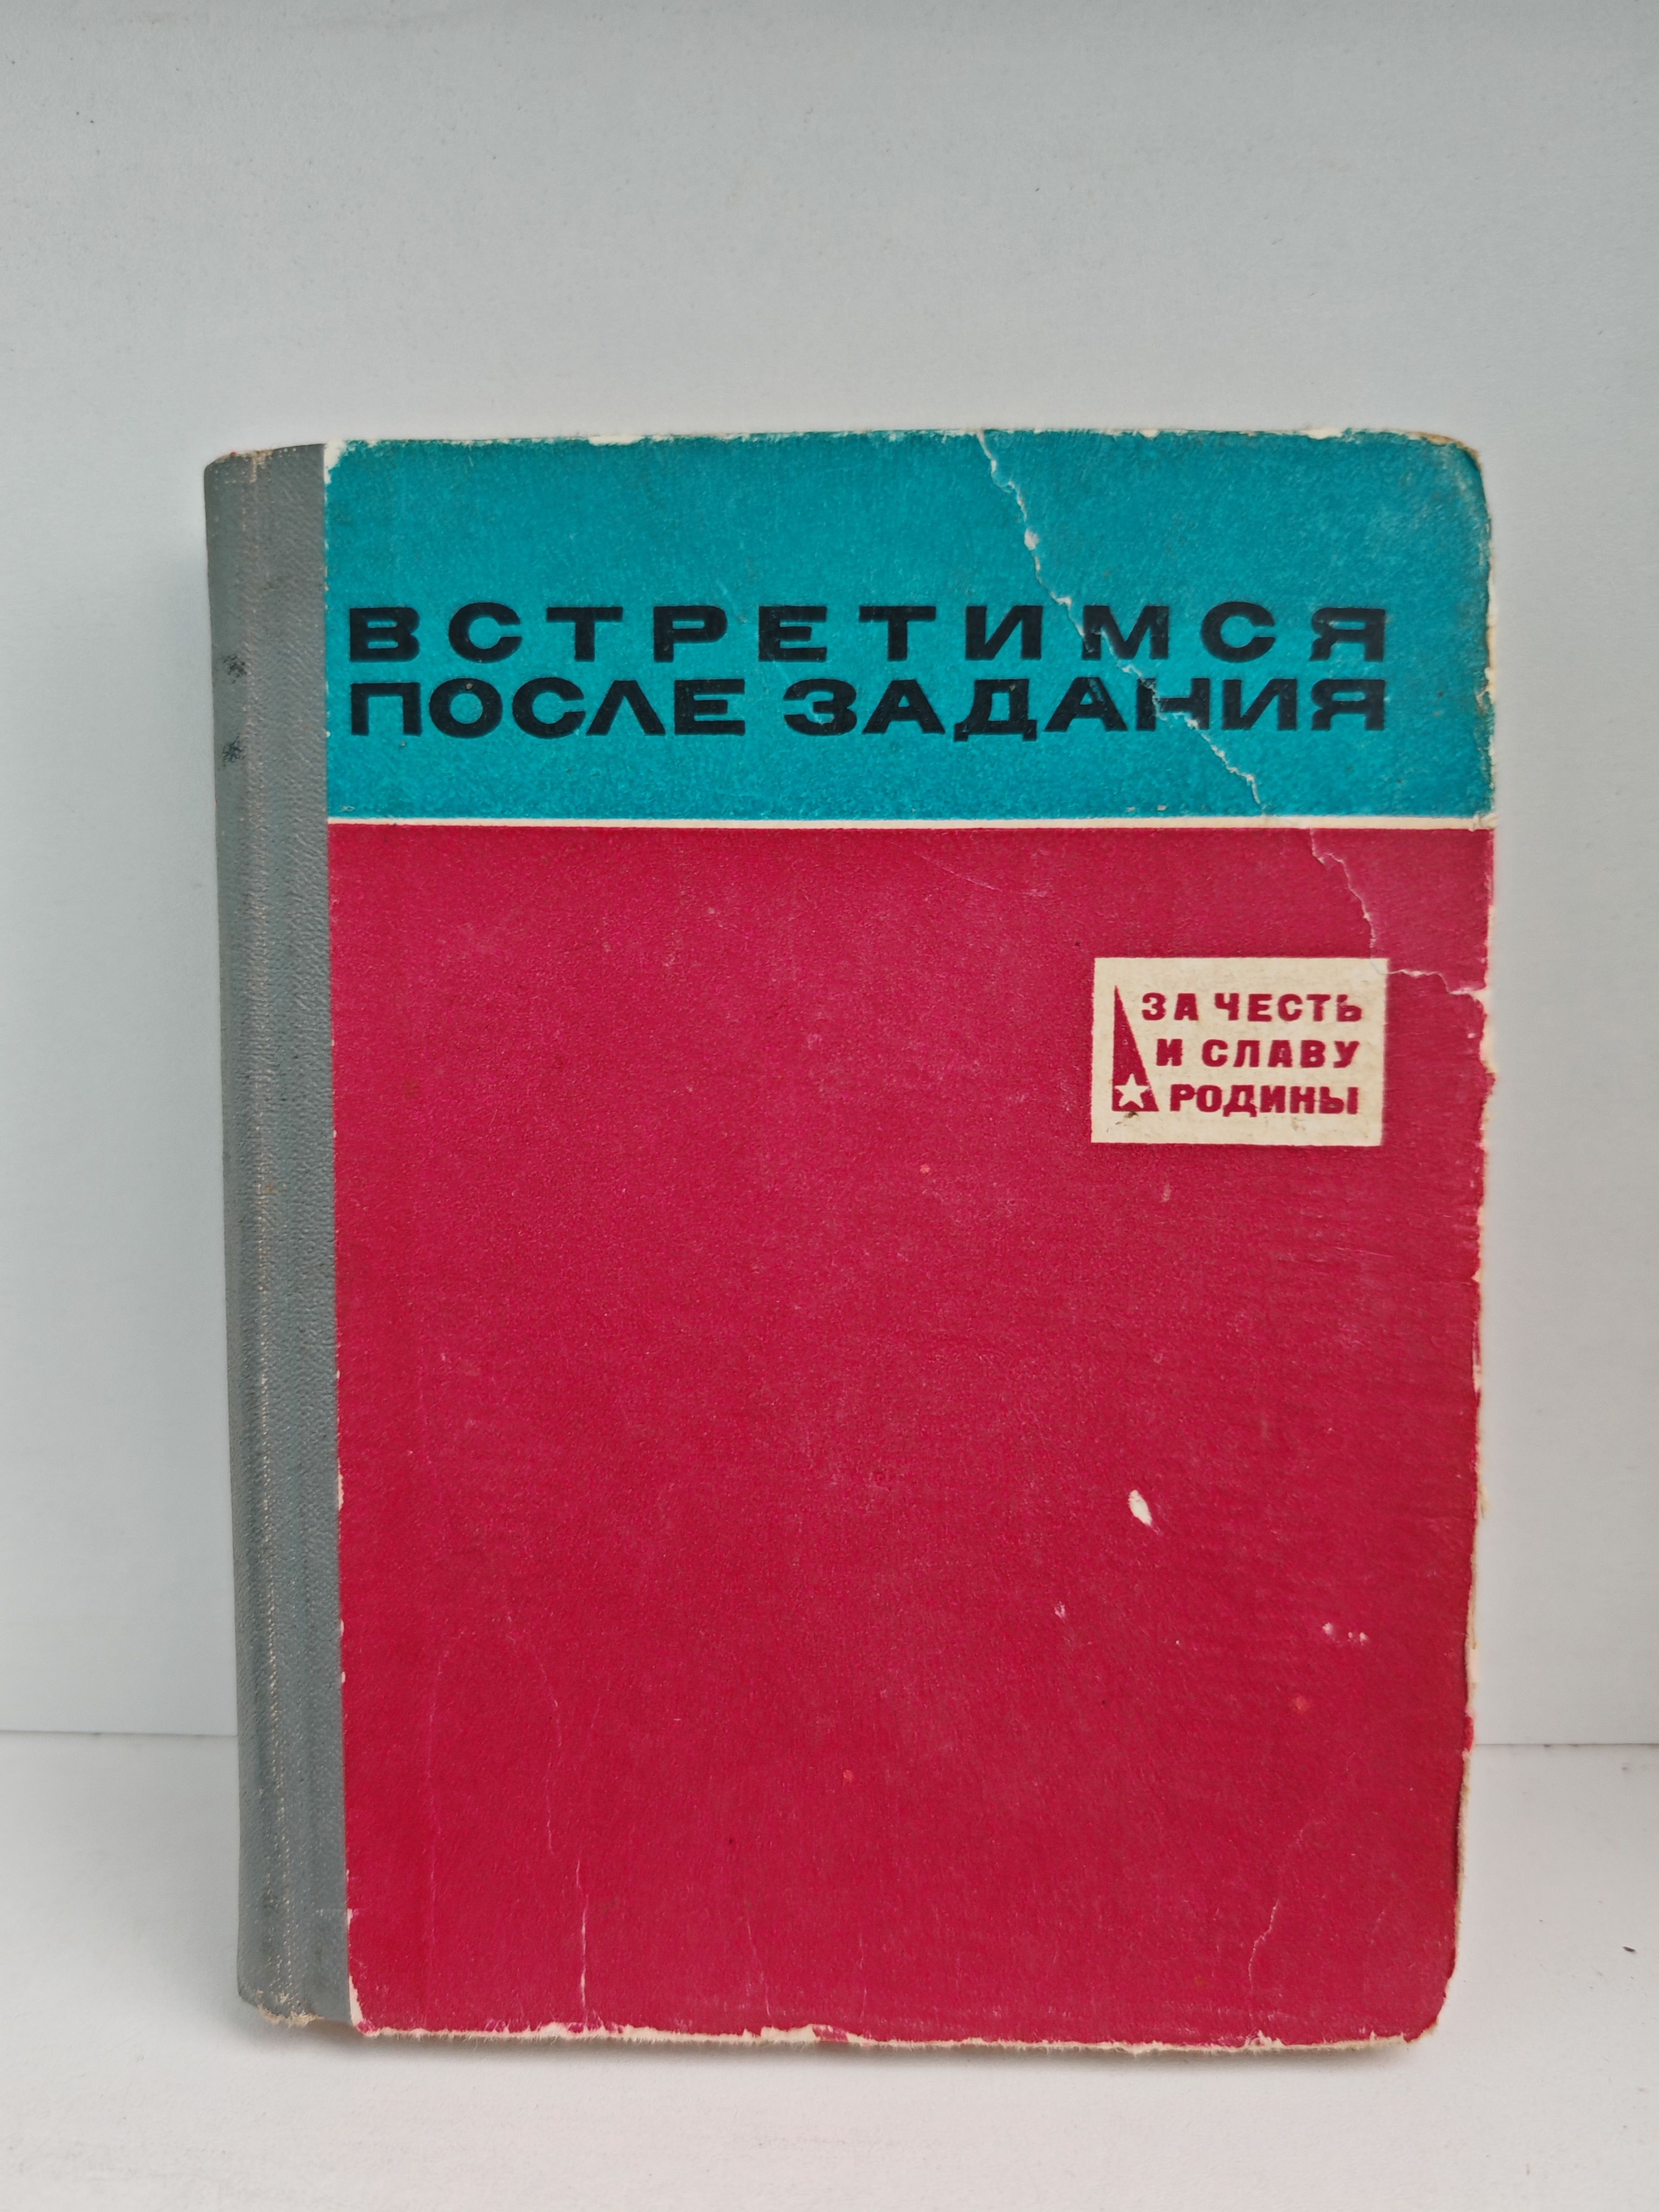 ВСТРЕТИМСЯ
ПОСЛЕ ЗАДАНИЯ
ЗА ЧЕСТЬ
И СЛАВУ
РОДИНЫ